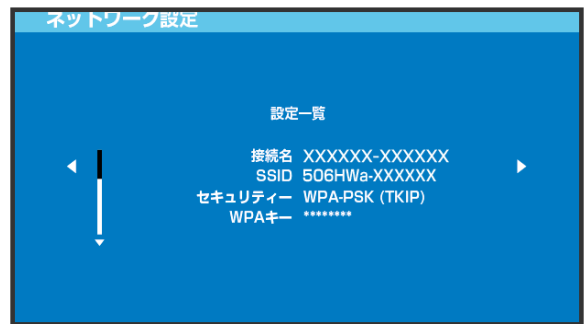 ネットワーク設定
設定一覧
接続名 XXXXXX-XXXXXX
SSID 506HWa-XXXXXX
セキュリティー WPA-PSK (TKIP)
WPAキー ********